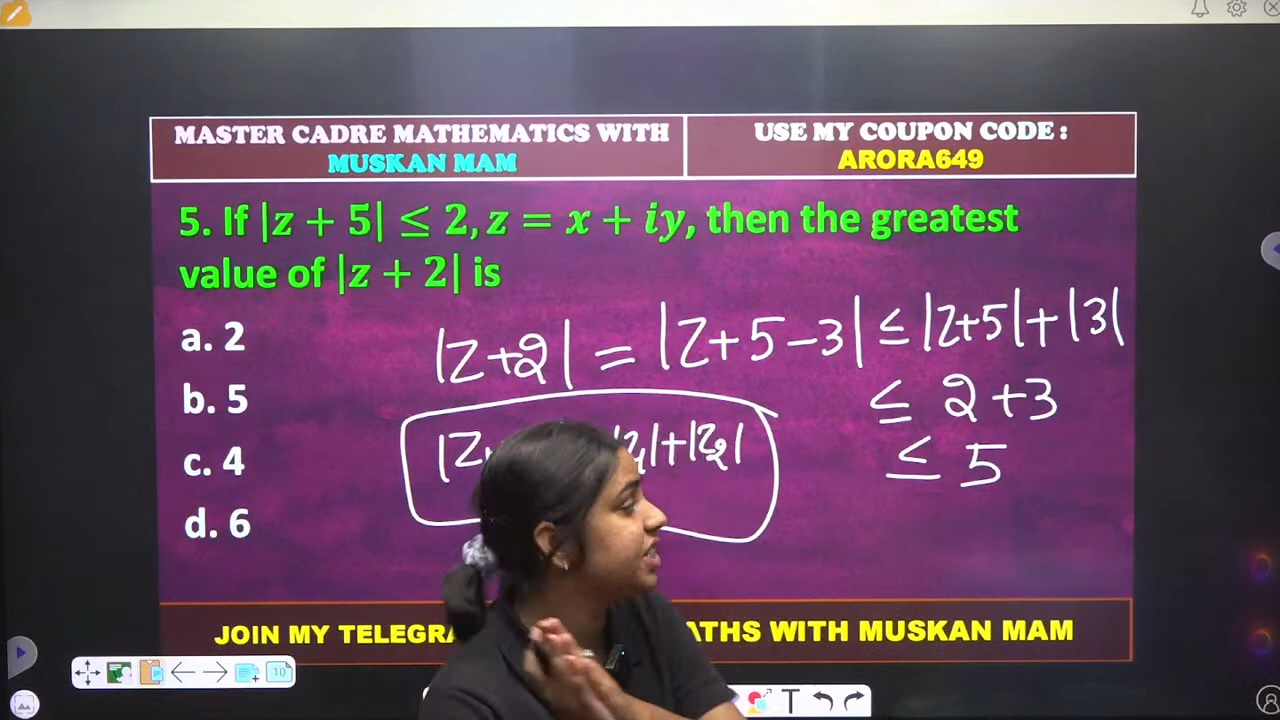 MASTER CADRE MATHEMATICS WITH
MUSKAN MAM
USE MY COUPON CODE :
ARORA649
5. If |z + 5| ≤ 2, z = x + iy, then the greatest
value of |z + 2| is
a. 2
b. 5
c. 4
d. 6
|Z+2| = |Z+5-3| ≤ |Z+5|+|3|
≤ 2+3
≤ 5
|+|Z2|
JOIN MY TELEGRA
ATHS WITH MUSKAN MAM
10
T